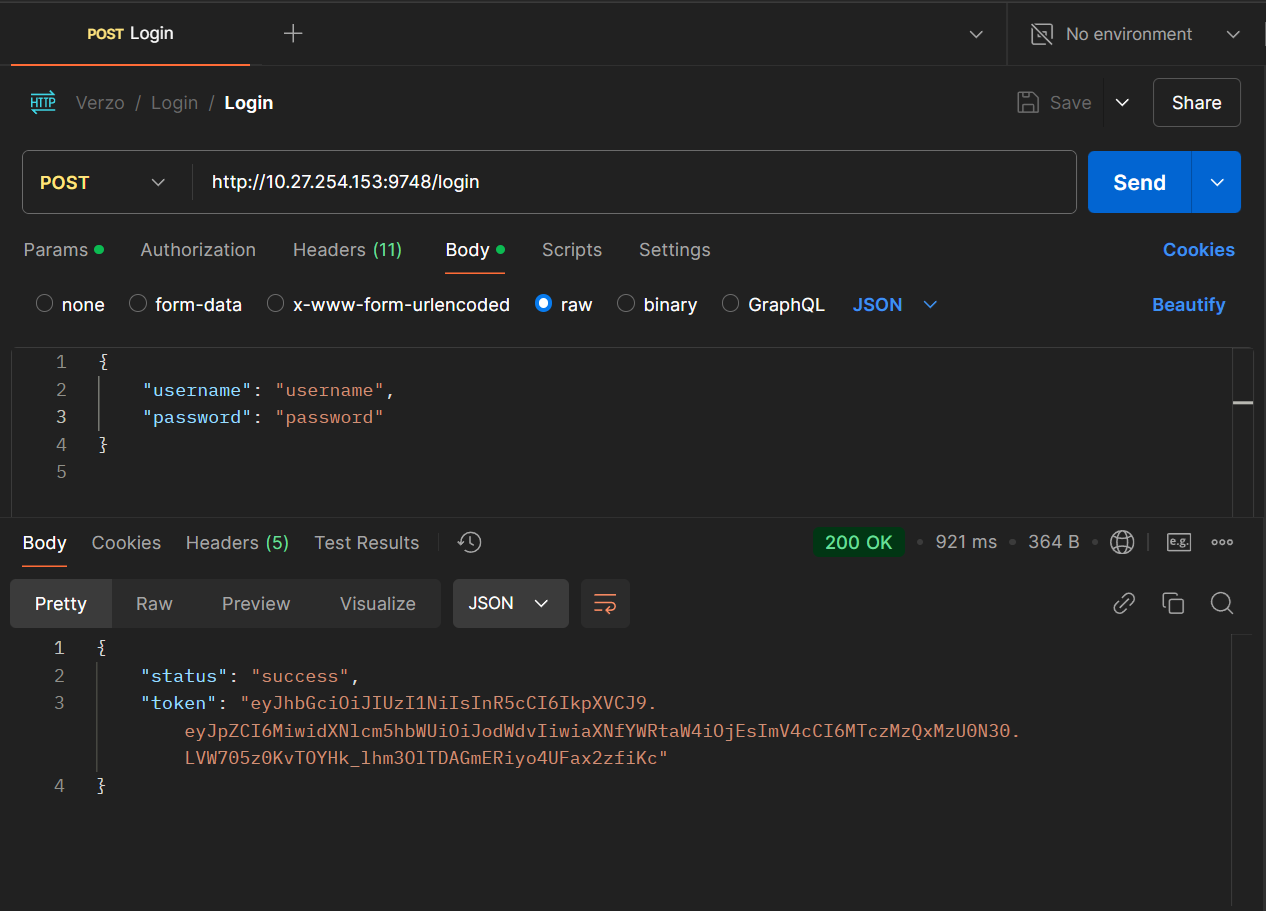 POST Login
No environment
HTTP Verzo / Login / Login Save Share
POST http://10.27.254.153:9748/login Send
Params Authorization Headers (11) Body Scripts Settings Cookies
none form-data x-www-form-urlencoded raw binary GraphQL JSON Beautify
1 {
2 "username": "username",
3 "password": "password"
4 }
5
Body Cookies Headers (5) Test Results 200 OK • 921 ms • 364 B • e.g.
Pretty Raw Preview Visualize JSON
1 {
2 "status": "success",
3 "token": "eyJhbGciOiJIUzI1NiIsInR5cCI6IkpXVCJ9.
eyJpZCI6MiwidXNlcm5hbWUiOiJodWdvIiwiaXNfYWRtaW4iOjEsImV4cCI6MTczMzQxMzU0N30.
LVW705z0KvTOYHk_lhm3OlTDAGmERiyo4UFax2zfiKc"
4 }